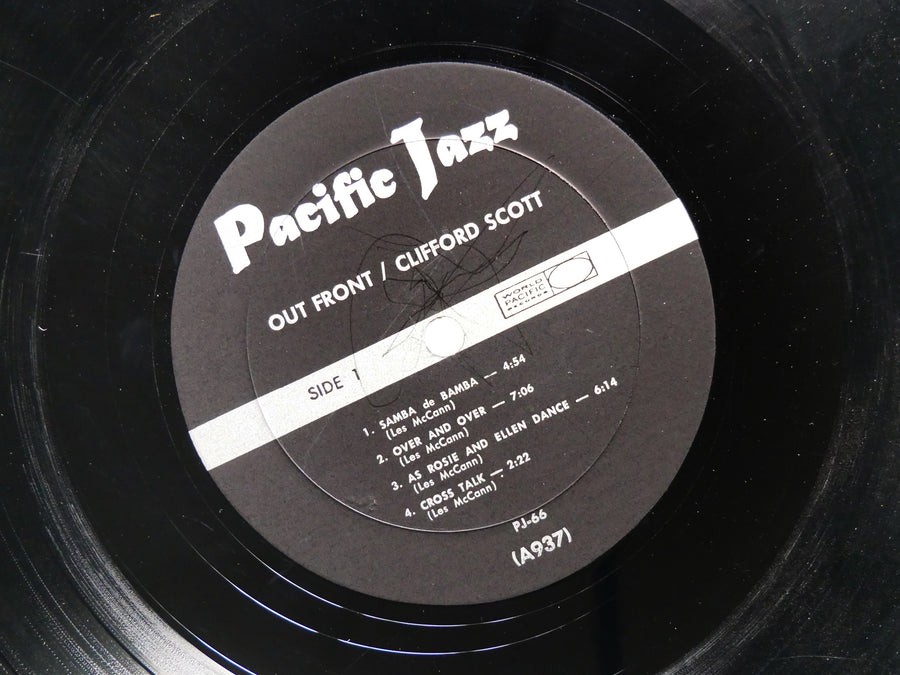 Pacific Jazz
OUT FRONT / CLIFFORD SCOTT
WORLD
PACIFIC
RECORDS
SIDE 1
1. SAMBA de BAMBA — 4:54
(Les McCann)
2. OVER AND OVER — 7:06
(Les McCann)
3. AS ROSIE AND ELLEN DANCE — 6:14
(Les McCann)
4. CROSS TALK — 2:22
(Les McCann)
PJ-66
(A937)